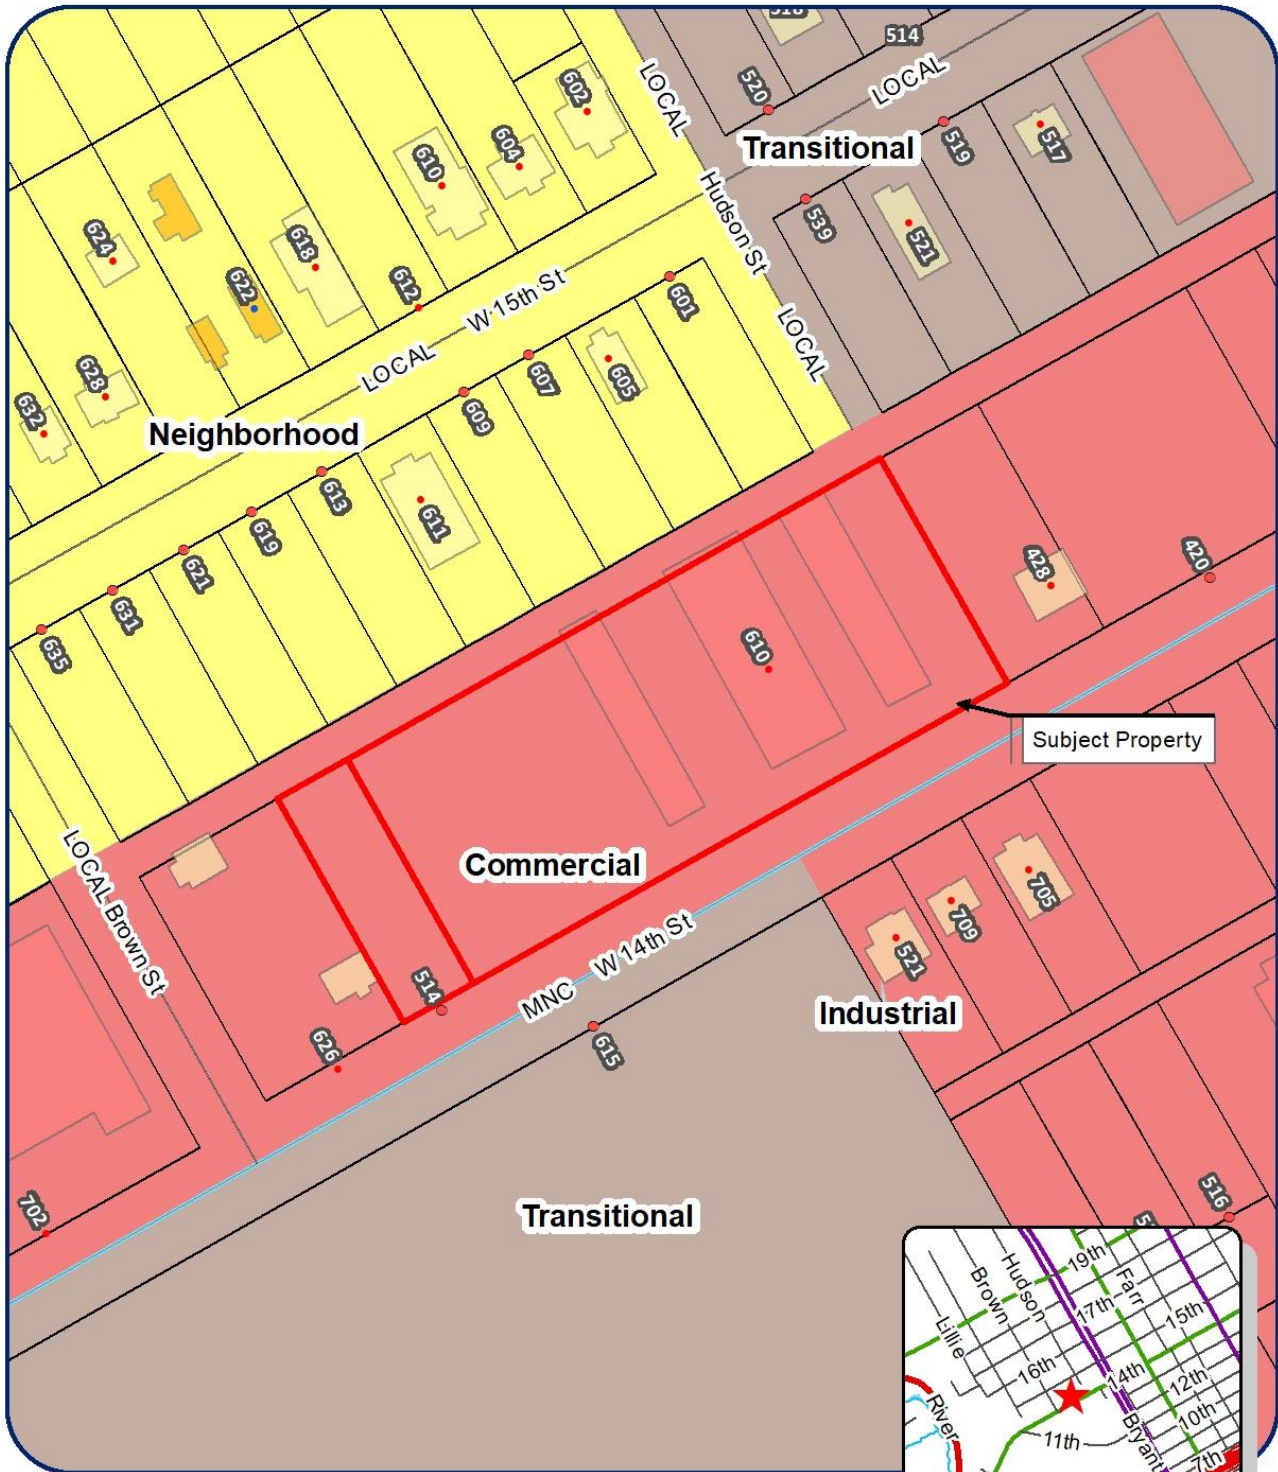 514
520
LOCAL
LOCAL
602
Transitional
519
517
604
610
Hudson St
539
521
624
618
622
612
W 15th St
601
LOCAL
LOCAL
605
607
628
609
632
Neighborhood
613
611
619
621
631
635
428
420
610
Subject Property
LOCAL
Brown St
Commercial
705
709
521
W 14th St
MNC
514
Industrial
626
615
702
Transitional
516
19th
Hudson
Brown
Farr
17th
15th
Lillie
16th
14th
12th
10th
River
11th
Bryant
7th